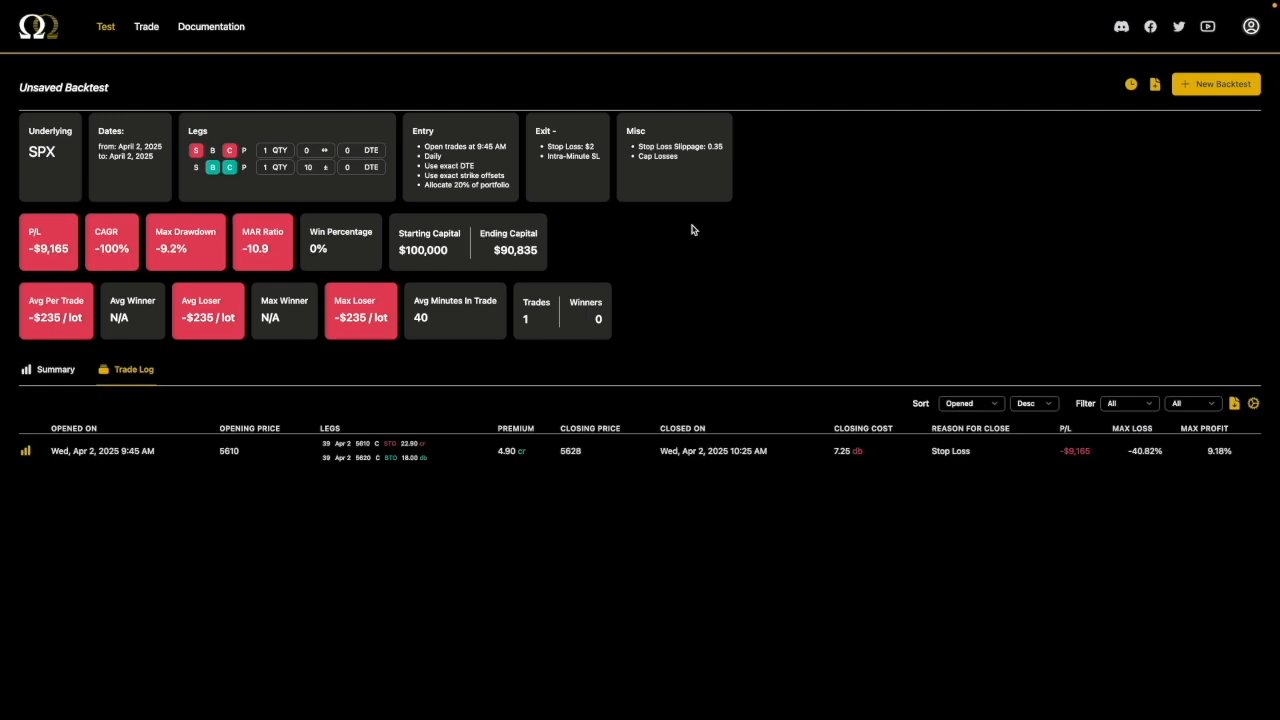 Test Trade Documentation
Unsaved Backtest
+ New Backtest
Underlying
SPX
Dates:
from: April 2, 2025
to: April 2, 2025
Legs
S B C P 1 QTY 0 ↔ 0 DTE
S B C P 1 QTY 10 ± 0 DTE
Entry
• Open trades at 9:45 AM
• Daily
• Use exact DTE
• Use exact strike offsets
• Allocate 20% of portfolio
Exit -
• Stop Loss: $2
• Intra-Minute SL
Misc
• Stop Loss Slippage: 0.35
• Cap Losses
P/L
-$9,165
CAGR
-100%
Max Drawdown
-9.2%
MAR Ratio
-10.9
Win Percentage
0%
Starting Capital
$100,000
Ending Capital
$90,835
Avg Per Trade
-$235 / lot
Avg Winner
N/A
Avg Loser
-$235 / lot
Max Winner
N/A
Max Loser
-$235 / lot
Avg Minutes In Trade
40
Trades
1
Winners
0
Summary Trade Log
Sort Opened Desc Filter All All
OPENED ON OPENING PRICE LEGS PREMIUM CLOSING PRICE CLOSED ON CLOSING COST REASON FOR CLOSE P/L MAX LOSS MAX PROFIT
Wed, Apr 2, 2025 9:45 AM 5610 39 Apr 2 5610 C STO 22.90 cr 4.90 cr 5628 Wed, Apr 2, 2025 10:25 AM 7.25 db Stop Loss -$9,165 -40.82% 9.18%
39 Apr 2 5620 C BTO 18.00 db